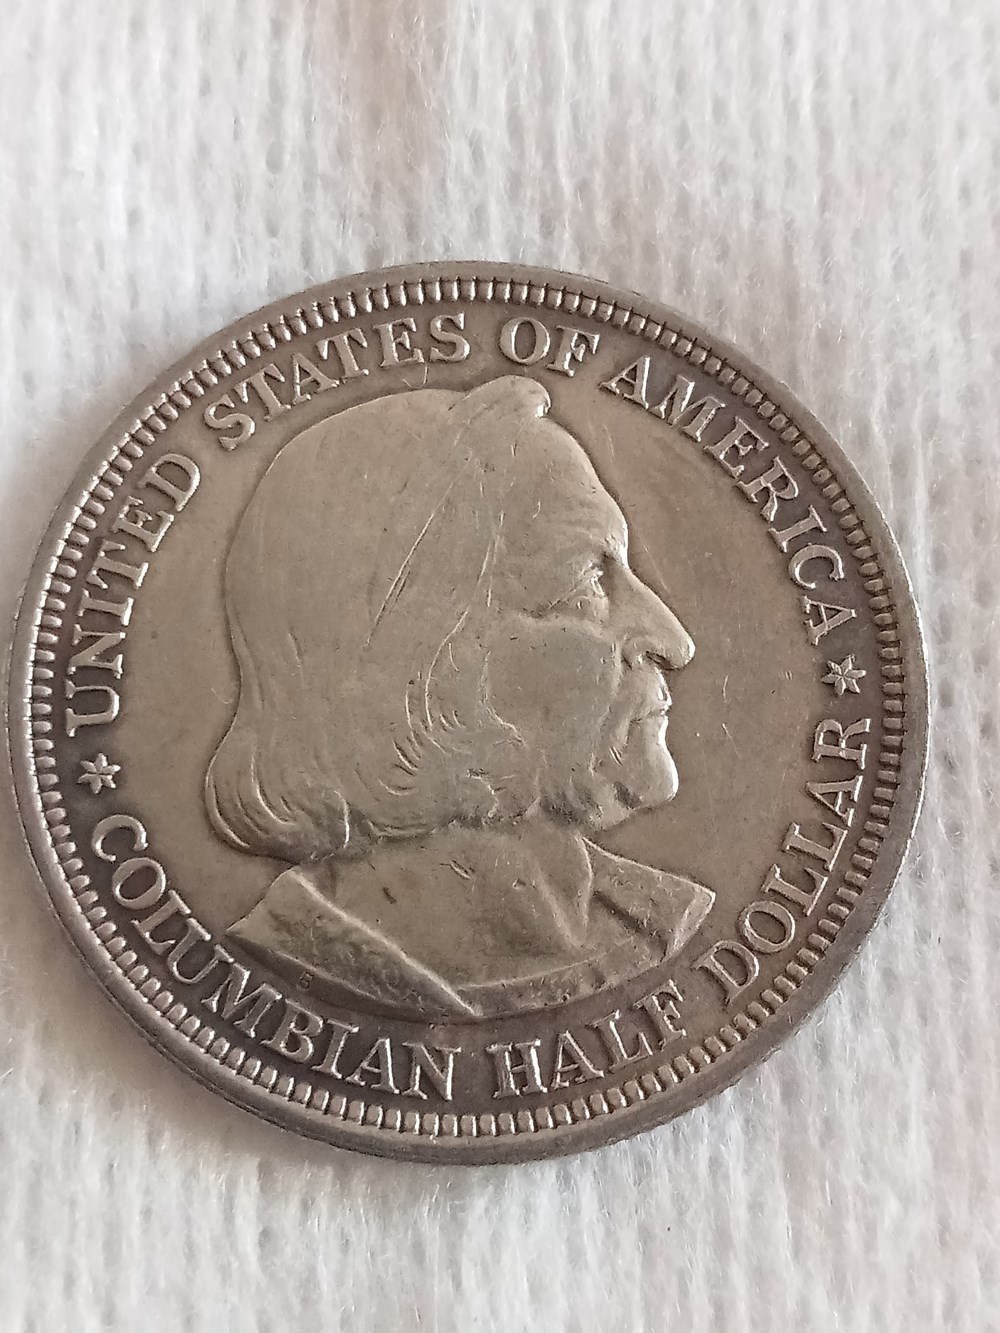 UNITED STATES OF AMERICA
COLUMBIAN HALF DOLLAR
B